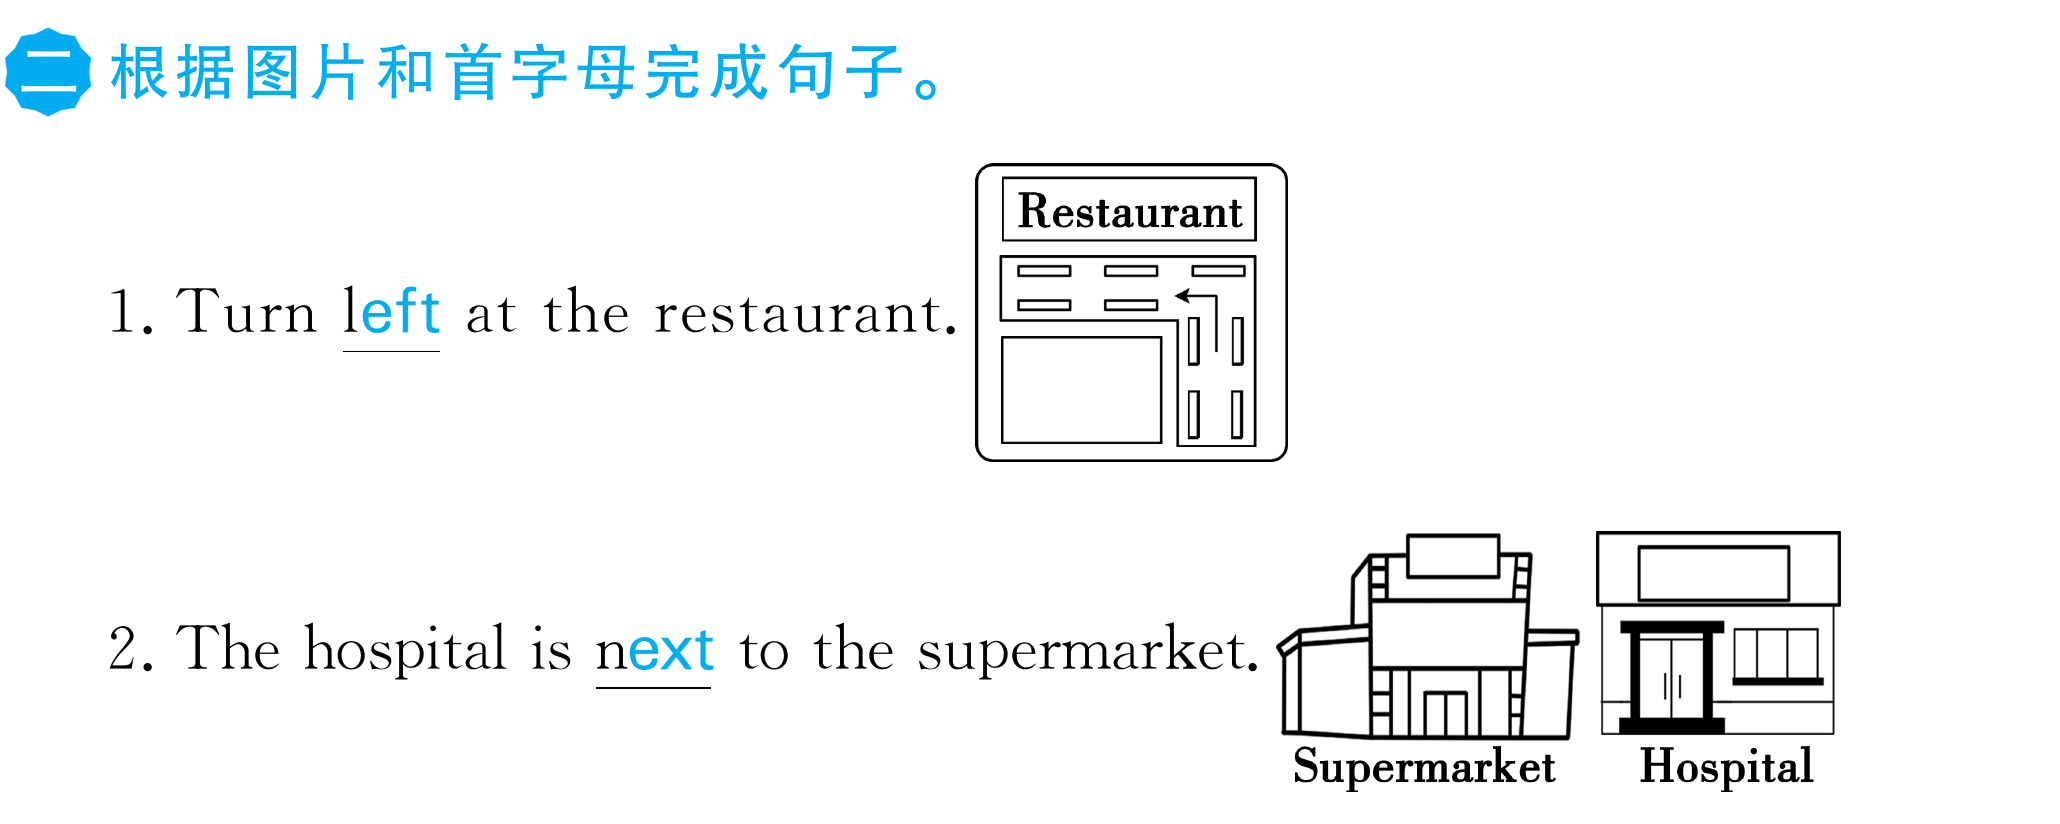 二 根据图片和首字母完成句子。
Restaurant
1. Turn left at the restaurant.
2. The hospital is next to the supermarket.
Supermarket Hospital